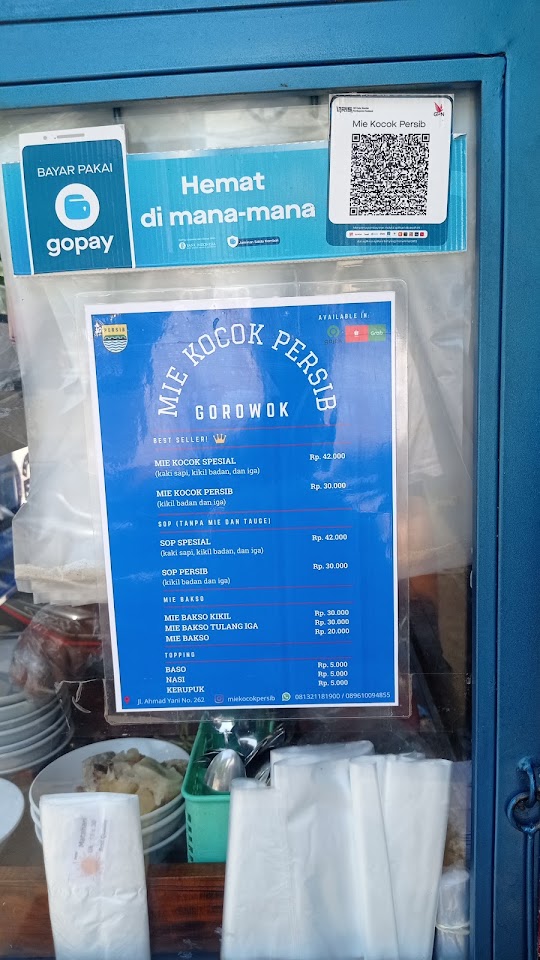 BAYAR PAKAI
gopay
Hemat
di mana-mana
QRIS
GPN
Mie Kocok Persib
PERSIB
AVAILABLE IN:
Grab
MIE KOCOK PERSIB
GOROWOK
BEST SELLER!
MIE KOCOK SPESIAL Rp. 42.000
(kaki sapi, kikil badan, dan iga)
MIE KOCOK PERSIB Rp. 30.000
(kikil badan dan iga)
SOP (TANPA MIE DAN TAUGE)
SOP SPESIAL Rp. 42.000
(kaki sapi, kikil badan, dan iga)
SOP PERSIB Rp. 30.000
(kikil badan dan iga)
MIE BAKSO
MIE BAKSO KIKIL Rp. 30.000
MIE BAKSO TULANG IGA Rp. 30.000
MIE BAKSO Rp. 20.000
TOPPING
BASO Rp. 5.000
NASI Rp. 5.000
KERUPUK Rp. 5.000
Jl. Ahmad Yani No. 262 miekocokpersib 081321181900 / 089610094855